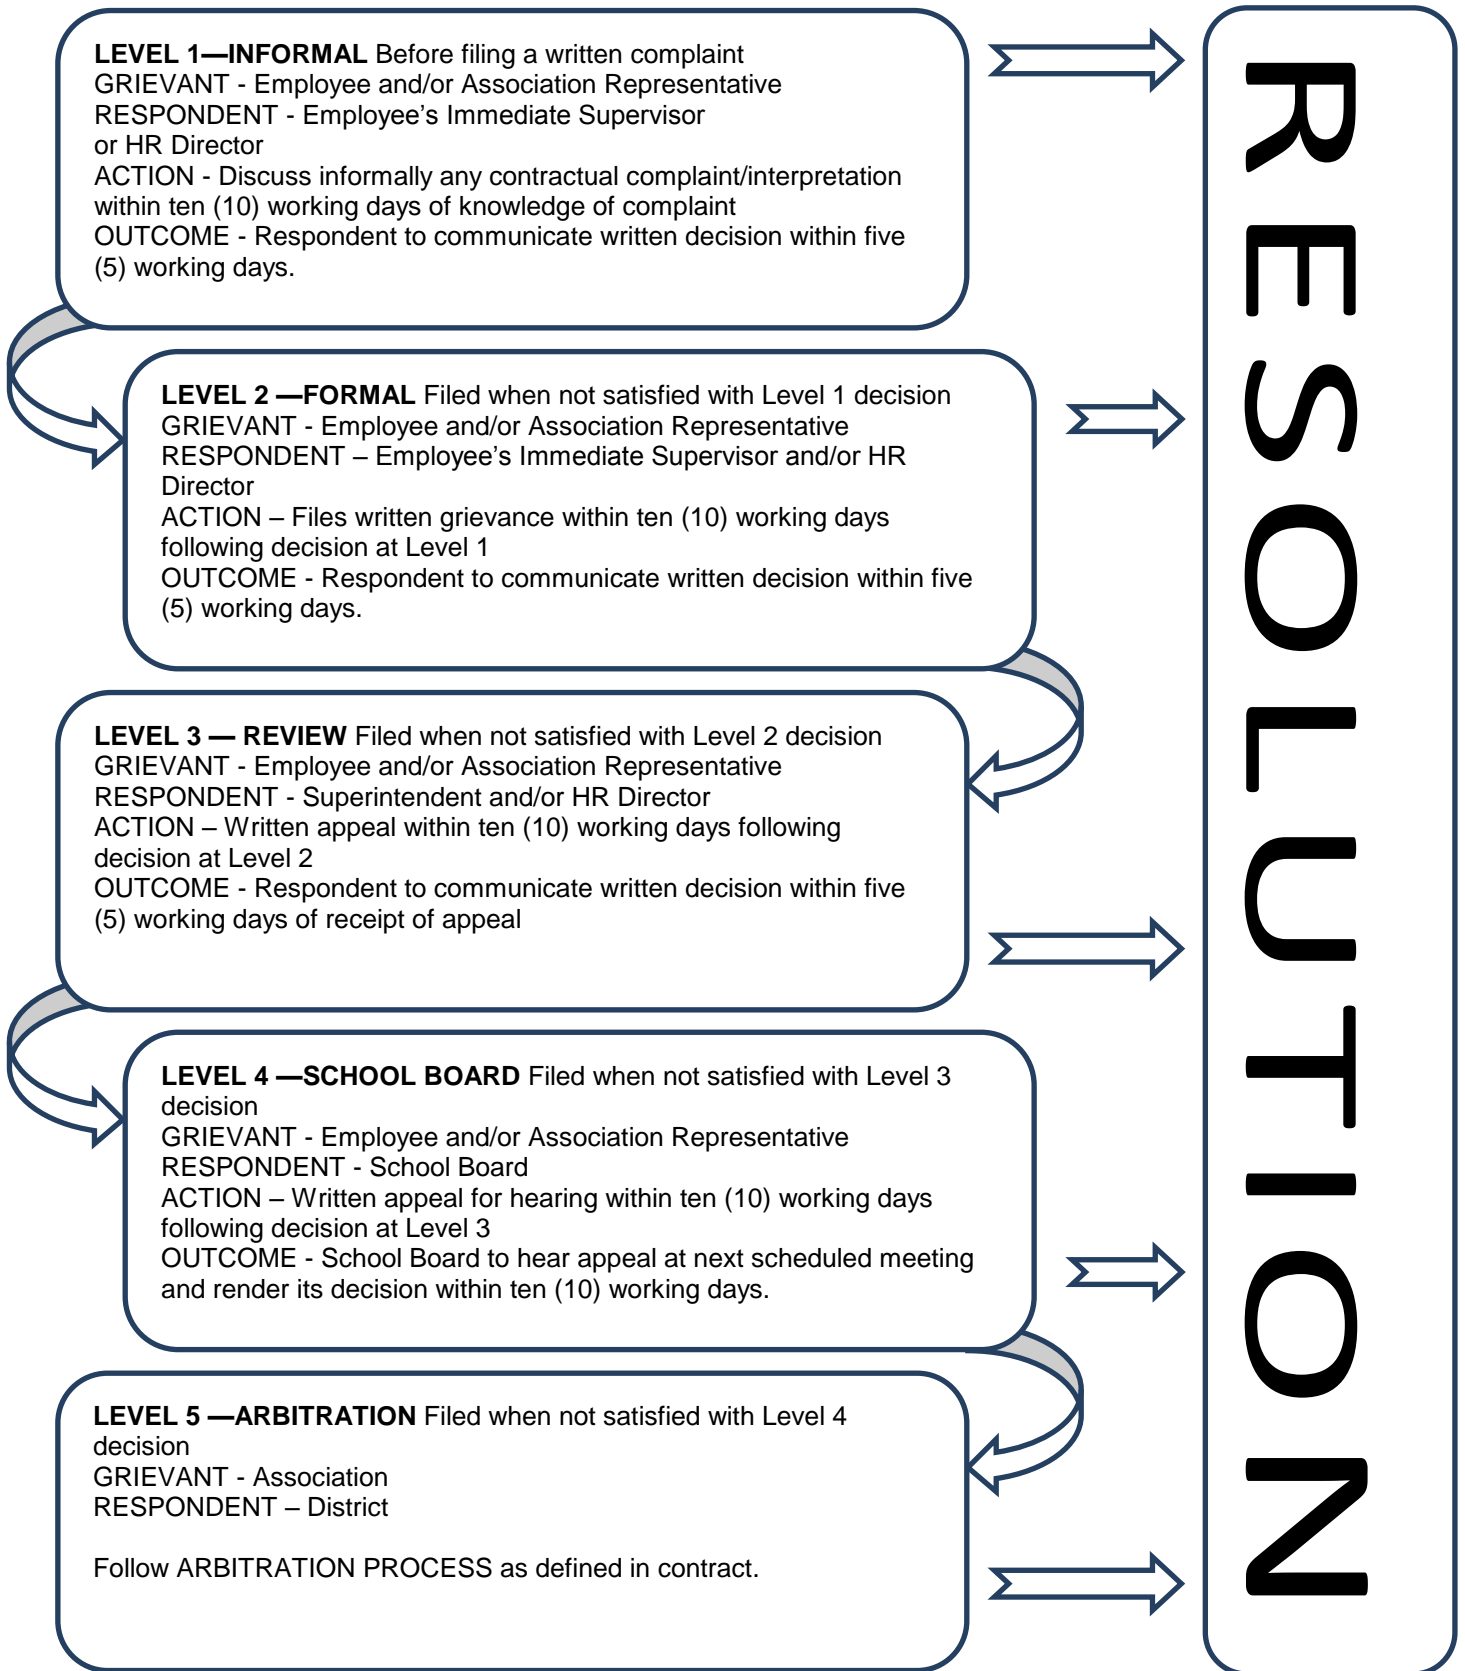 LEVEL 1—INFORMAL Before filing a written complaint
GRIEVANT - Employee and/or Association Representative
RESPONDENT - Employee’s Immediate Supervisor
or HR Director
ACTION - Discuss informally any contractual complaint/interpretation
within ten (10) working days of knowledge of complaint
OUTCOME - Respondent to communicate written decision within five
(5) working days.
LEVEL 2 —FORMAL Filed when not satisfied with Level 1 decision
GRIEVANT - Employee and/or Association Representative
RESPONDENT – Employee’s Immediate Supervisor and/or HR
Director
ACTION – Files written grievance within ten (10) working days
following decision at Level 1
OUTCOME - Respondent to communicate written decision within five
(5) working days.
LEVEL 3 — REVIEW Filed when not satisfied with Level 2 decision
GRIEVANT - Employee and/or Association Representative
RESPONDENT - Superintendent and/or HR Director
ACTION – Written appeal within ten (10) working days following
decision at Level 2
OUTCOME - Respondent to communicate written decision within five
(5) working days of receipt of appeal
LEVEL 4 —SCHOOL BOARD Filed when not satisfied with Level 3
decision
GRIEVANT - Employee and/or Association Representative
RESPONDENT - School Board
ACTION – Written appeal for hearing within ten (10) working days
following decision at Level 3
OUTCOME - School Board to hear appeal at next scheduled meeting
and render its decision within ten (10) working days.
LEVEL 5 —ARBITRATION Filed when not satisfied with Level 4
decision
GRIEVANT - Association
RESPONDENT – District
Follow ARBITRATION PROCESS as defined in contract.
RESOLUTION